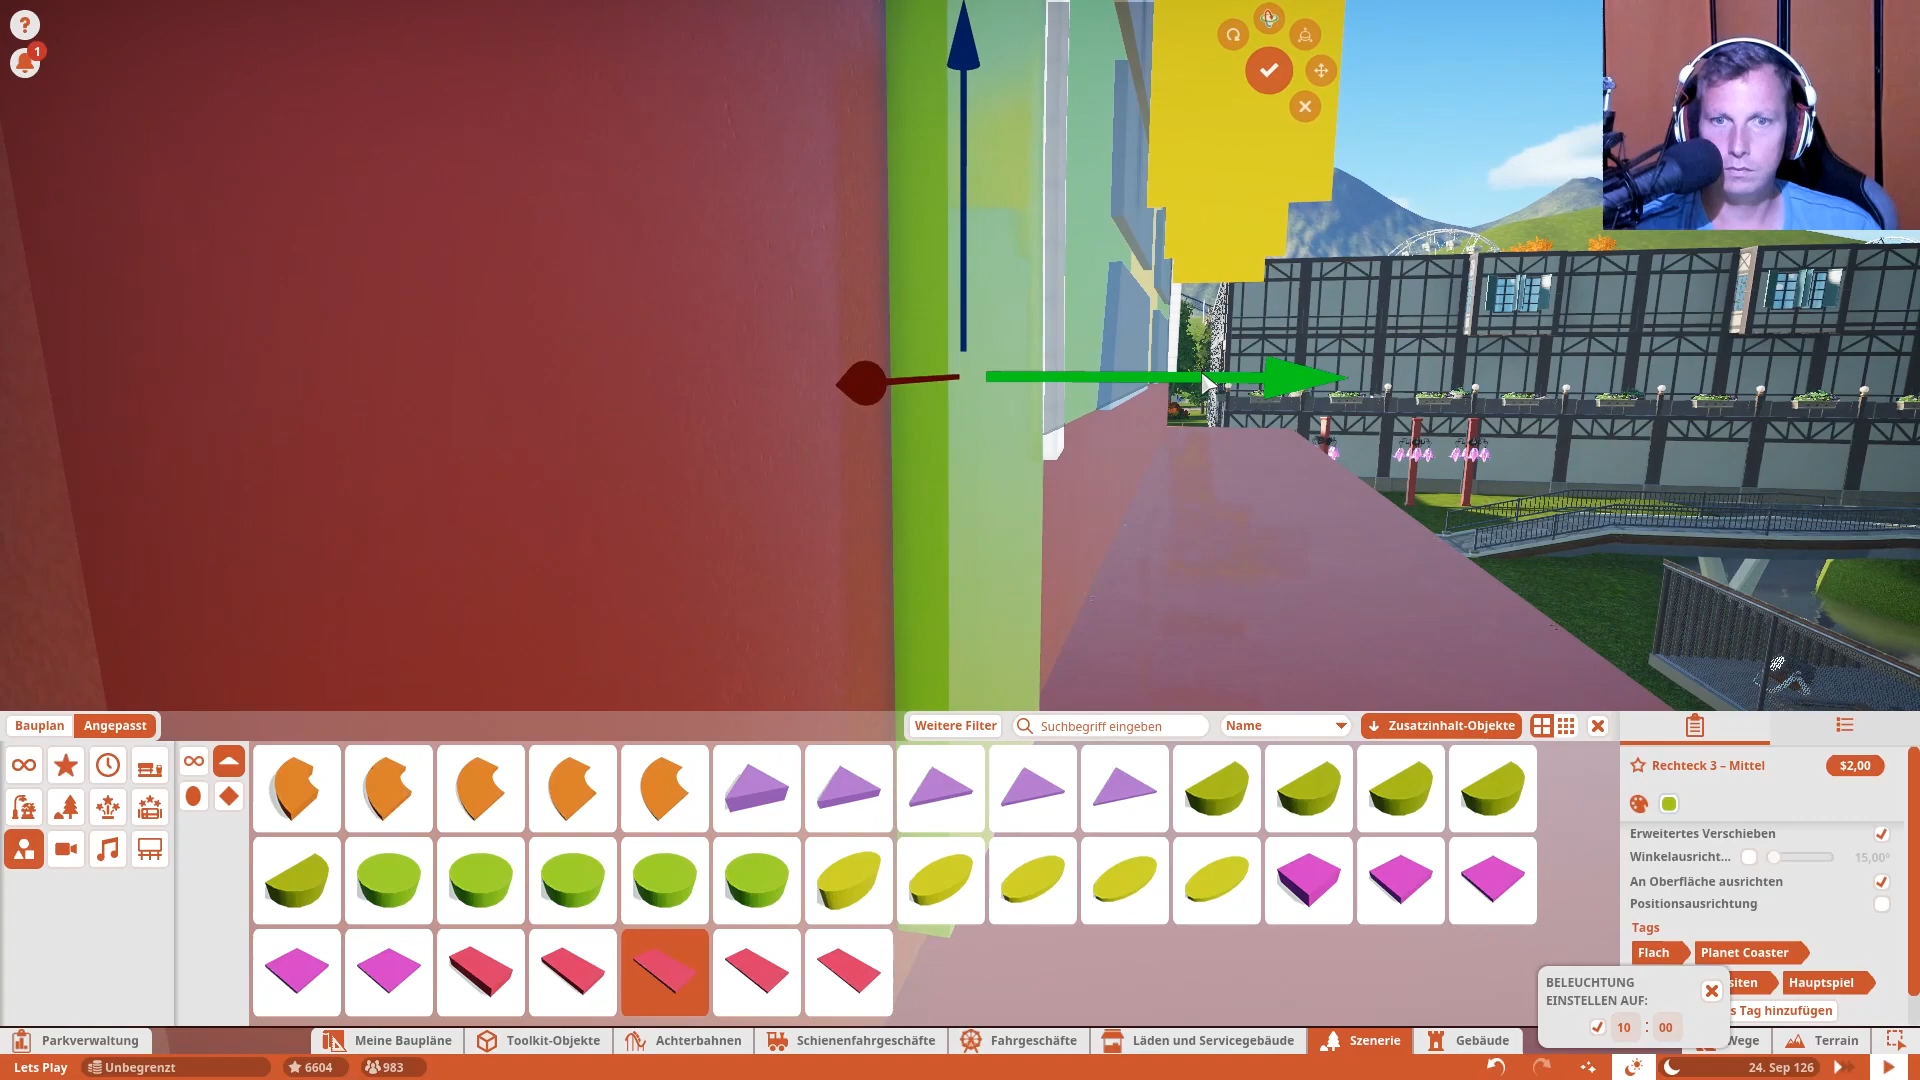 ?
1
Bauplan
Angepasst
Weitere Filter
Suchbegriff eingeben
Name
Zusatzinhalt-Objekte
Rechteck 3 – Mittel
$2,00
Erweitertes Verschieben
Winkelausricht...
15,00°
An Oberfläche ausrichten
Positionsausrichtung
Tags
Flach
Planet Coaster
siten
Hauptspiel
s Tag hinzufügen
BELEUCHTUNG
EINSTELLEN AUF:
10 : 00
Parkverwaltung
Meine Baupläne
Toolkit-Objekte
Achterbahnen
Schienenfahrgeschäfte
Fahrgeschäfte
Läden und Servicegebäude
Szenerie
Gebäude
Wege
Terrain
Lets Play
Unbegrenzt
6604
983
24. Sep 126